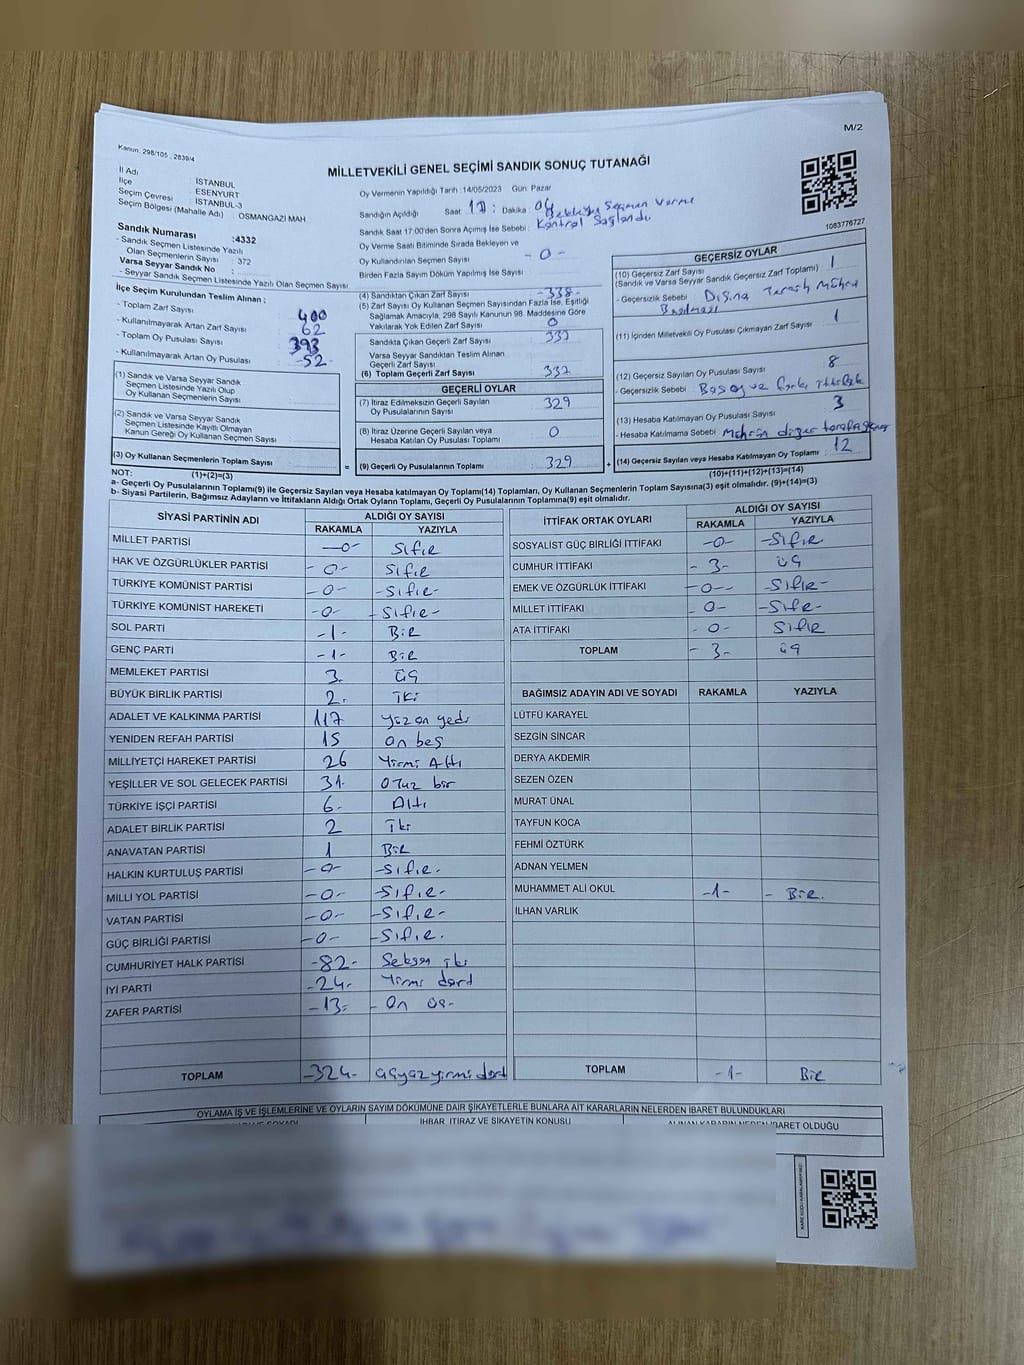 M/2
Kanun: 298/105 , 2839/4
MİLLETVEKİLİ GENEL SEÇİMİ SANDIK SONUÇ TUTANAĞI
İl Adı : İSTANBUL
İlçe : ESENYURT
Seçim Çevresi : İSTANBUL-3
Seçim Bölgesi (Mahalle Adı) : OSMANGAZİ MAH
Oy Vermenin Yapıldığı Tarih :14/05/2023 Gün: Pazar
Sandığın Açıldığı Saat : Dakika : 04
Sandık Saat 17:00'den Sonra Açılmış İse Sebebi : Seçmen Verme
Kontrol Sağlandı
Oy Verme Saati Bitiminde Sırada Bekleyen ve
Oy Kullandırılan Seçmen Sayısı - 0 -
Birden Fazla Sayım Döküm Yapılmış İse Sayısı
1083776727
Sandık Numarası :4332
- Sandık Seçmen Listesinde Yazılı
Olan Seçmenlerin Sayısı : 372
Varsa Seyyar Sandık No :
- Seyyar Sandık Seçmen Listesinde Yazılı Olan Seçmen Sayısı
İlçe Seçim Kurulundan Teslim Alınan ;
- Toplam Zarf Sayısı : 400
- Kullanılmayarak Artan Zarf Sayısı : 62
- Toplam Oy Pusulası Sayısı : 393
- Kullanılmayarak Artan Oy Pusulası : -52-
(1) Sandık ve Varsa Seyyar Sandık
Seçmen Listesinde Yazılı Olup
Oy Kullanan Seçmenlerin Sayısı :
(2) Sandık ve Varsa Seyyar Sandık
Seçmen Listesinde Kayıtlı Olmayan
Kanun Gereği Oy Kullanan Seçmen Sayısı :
(3) Oy Kullanan Seçmenlerin Toplam Sayısı :
(1)+(2)=(3)
(4) Sandıktan Çıkan Zarf Sayısı : -338-
(5) Zarf Sayısı Oy Kullanan Seçmen Sayısından Fazla İse, Eşitliği
Sağlamak Amacıyla, 298 Sayılı Kanunun 98. Maddesine Göre
Yakılarak Yok Edilen Zarf Sayısı : 0
Sandıkta Çıkan Geçerli Zarf Sayısı : 337
Varsa Seyyar Sandıktan Teslim Alınan
Geçerli Zarf Sayısı :
(6) Toplam Geçerli Zarf Sayısı : 337
GEÇERLİ OYLAR
(7) İtiraz Edilmeksizin Geçerli Sayılan
Oy Pusulalarının Sayısı : 329
(8) İtiraz Üzerine Geçerli Sayılan veya
Hesaba Katılan Oy Pusulası Toplamı : 0
= (9) Geçerli Oy Pusulalarının Toplamı : 329 +
GEÇERSİZ OYLAR
(10) Geçersiz Zarf Sayısı
(Sandık ve Varsa Seyyar Sandık Geçersiz Zarf Toplamı) : 1
- Geçersizlik Sebebi : Dışına Tercih Mührü
Basılması
(11) İçinden Milletvekili Oy Pusulası Çıkmayan Zarf Sayısı : 1
(12) Geçersiz Sayılan Oy Pusulası Sayısı : 8
- Geçersizlik Sebebi : ve
(13) Hesaba Katılmayan Oy Pusulası Sayısı : 3
- Hesaba Katılmama Sebebi : Mührün diğer tarafa
(14) Geçersiz Sayılan veya Hesaba Katılmayan Oy Toplamı : 12
(10)+(11)+(12)+(13)=(14)
NOT:
a- Geçerli Oy Pusulalarının Toplamı(9) ile Geçersiz Sayılan veya Hesaba katılmayan Oy Toplamı(14) Toplamları, Oy Kullanan Seçmenlerin Toplam Sayısına(3) eşit olmalıdır. (9)+(14)=(3)
b- Siyasi Partilerin, Bağımsız Adayların ve İttifakların Aldığı Ortak Oyların Toplamı, Geçerli Oy Pusulalarının Toplamına(9) eşit olmalıdır.
SİYASİ PARTİNİN ADI ALDIĞI OY SAYISI
RAKAMLA YAZIYLA
MİLLET PARTİSİ -0- Sıfır
HAK VE ÖZGÜRLÜKLER PARTİSİ -0- Sıfır
TÜRKİYE KOMÜNİST PARTİSİ -0- -Sıfır-
TÜRKİYE KOMÜNİST HAREKETİ -0- -Sıfır-
SOL PARTİ -1- Bir
GENÇ PARTİ -1- Bir
MEMLEKET PARTİSİ 3- üç
BÜYÜK BİRLİK PARTİSİ 2- iki
ADALET VE KALKINMA PARTİSİ 117 Yüz on yedi
YENİDEN REFAH PARTİSİ 15 On beş
MİLLİYETÇİ HAREKET PARTİSİ 26 Yirmi Altı
YEŞİLLER VE SOL GELECEK PARTİSİ 31- Otuz bir
TÜRKİYE İŞÇİ PARTİSİ 6- Altı
ADALET BİRLİK PARTİSİ 2 iki
ANAVATAN PARTİSİ 1 Bir
HALKIN KURTULUŞ PARTİSİ -0- -Sıfır-
MİLLİ YOL PARTİSİ -0- -Sıfır-
VATAN PARTİSİ -0- -Sıfır-
GÜÇ BİRLİĞİ PARTİSİ -0- -Sıfır-
CUMHURİYET HALK PARTİSİ -82- Seksen iki
İYİ PARTİ -24- Yirmi dört
ZAFER PARTİSİ -13- - On üç-
TOPLAM -324- üçyüzyirmidört
İTTİFAK ORTAK OYLARI ALDIĞI OY SAYISI
RAKAMLA YAZIYLA
SOSYALİST GÜÇ BİRLİĞİ İTTİFAKI -0- -Sıfır
CUMHUR İTTİFAKI - 3- üç
EMEK VE ÖZGÜRLÜK İTTİFAKI -0- -Sıfır-
MİLLET İTTİFAKI - 0- -Sıfır-
ATA İTTİFAKI - 0- Sıfır
TOPLAM - 3- üç
BAĞIMSIZ ADAYIN ADI VE SOYADI RAKAMLA YAZIYLA
LÜTFÜ KARAYEL
SEZGİN SİNCAR
DERYA AKDEMİR
SEZEN ÖZEN
MURAT ÜNAL
TAYFUN KOCA
FEHMİ ÖZTÜRK
ADNAN YELMEN
MUHAMMET ALİ OKUL -1- - Bir.
İLHAN VARLIK
TOPLAM -1- Bir
OYLAMA İŞ VE İŞLEMLERİNE VE OYLARIN SAYIM DÖKÜMÜNE DAİR ŞİKAYETLERLE BUNLARA AİT KARARLARIN NELERDEN İBARET BULUNDUKLARI
İHBAR, İTİRAZ VE ŞİKAYETİN KONUSU
ALINAN KARARIN NEDEN İBARET OLDUĞU